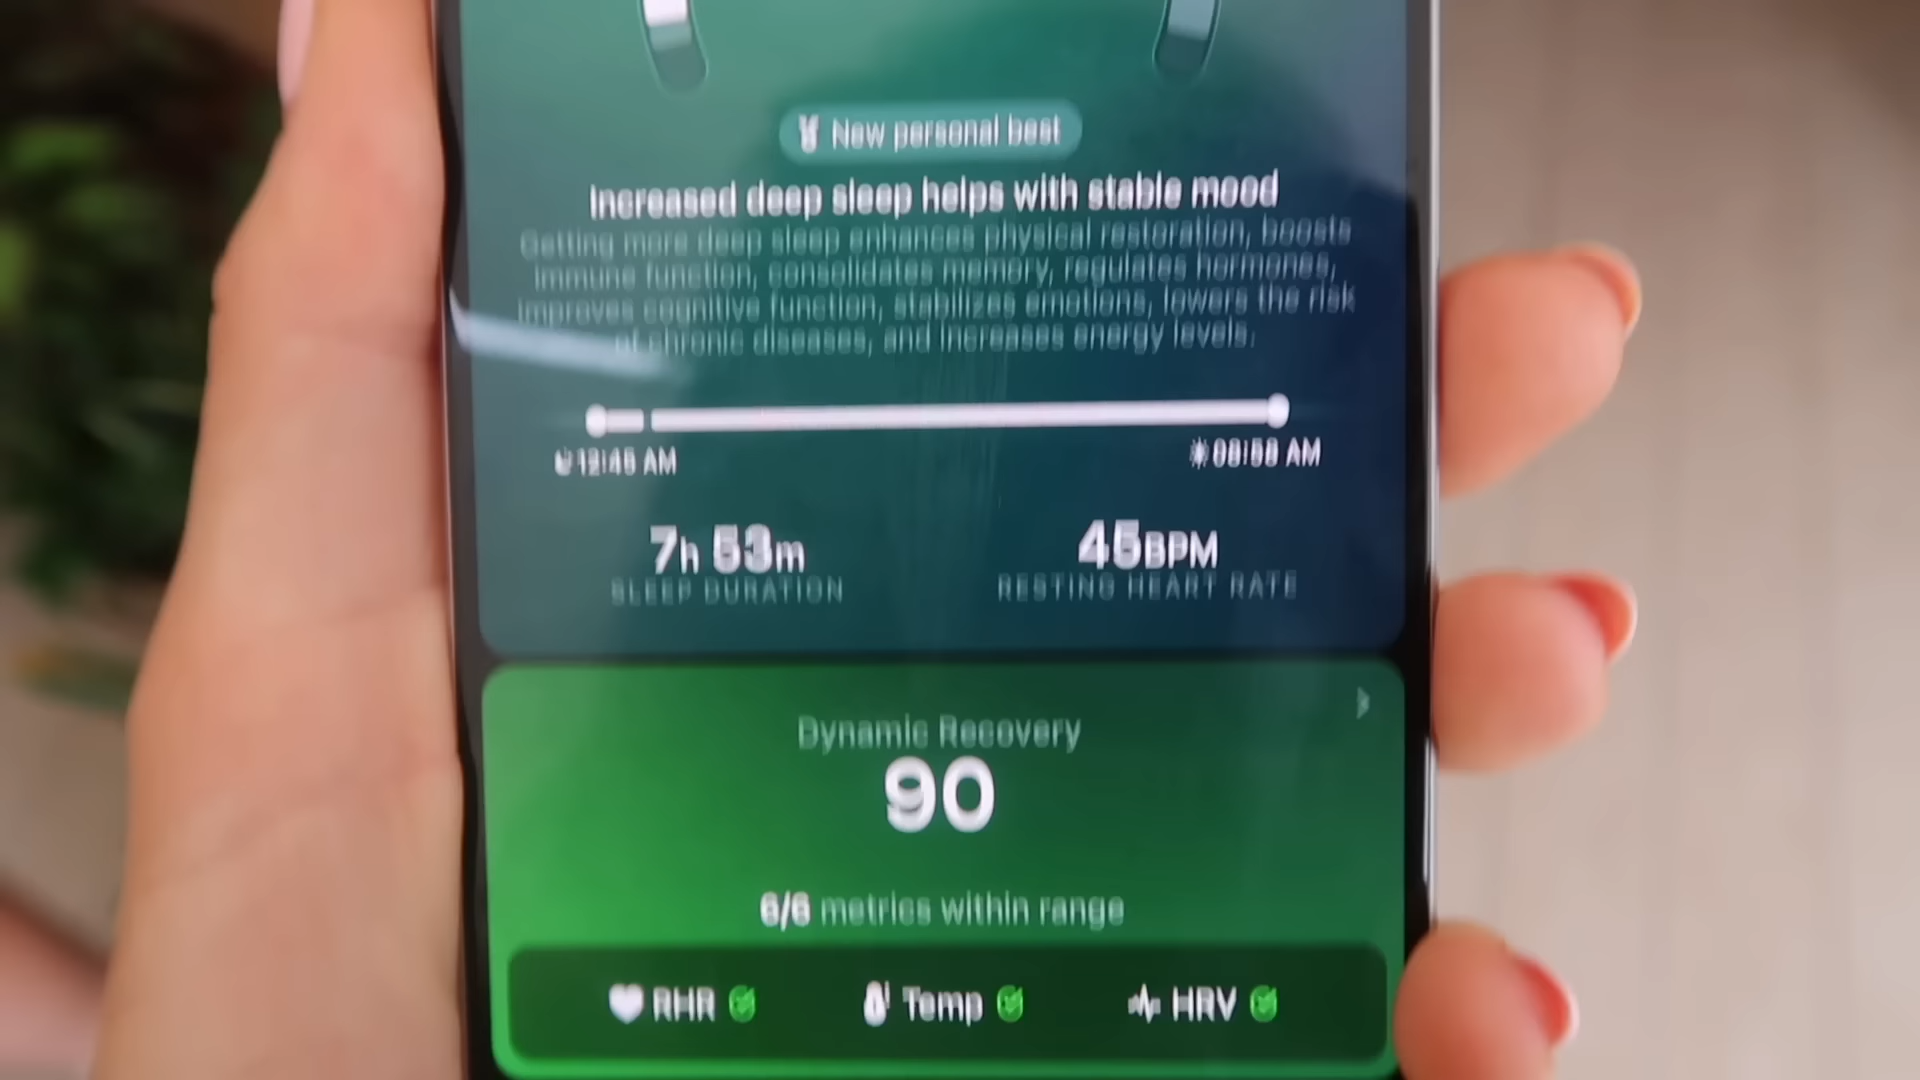 New personal best
Increased deep sleep helps with stable mood
Getting more deep sleep enhances physical restoration, boosts
immune function, consolidates memory, regulates hormones,
improves cognitive function, stabilizes emotions, lowers the risk
of chronic diseases, and increases energy levels.
12:45 AM
08:58 AM
7h 53m
45BPM
SLEEP DURATION
RESTING HEART RATE
Dynamic Recovery
90
6/6 metrics within range
RHR Temp HRV